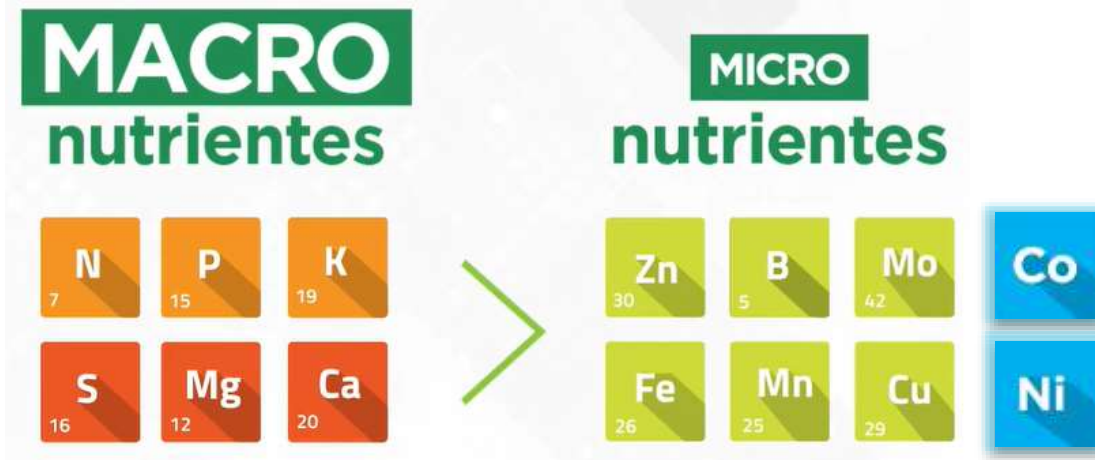 MACRO
nutrientes
MICRO
nutrientes
N P K
7 15 19
S Mg Ca
16 12 20
Zn B Mo Co
30 5 42
Fe Mn Cu Ni
26 25 29